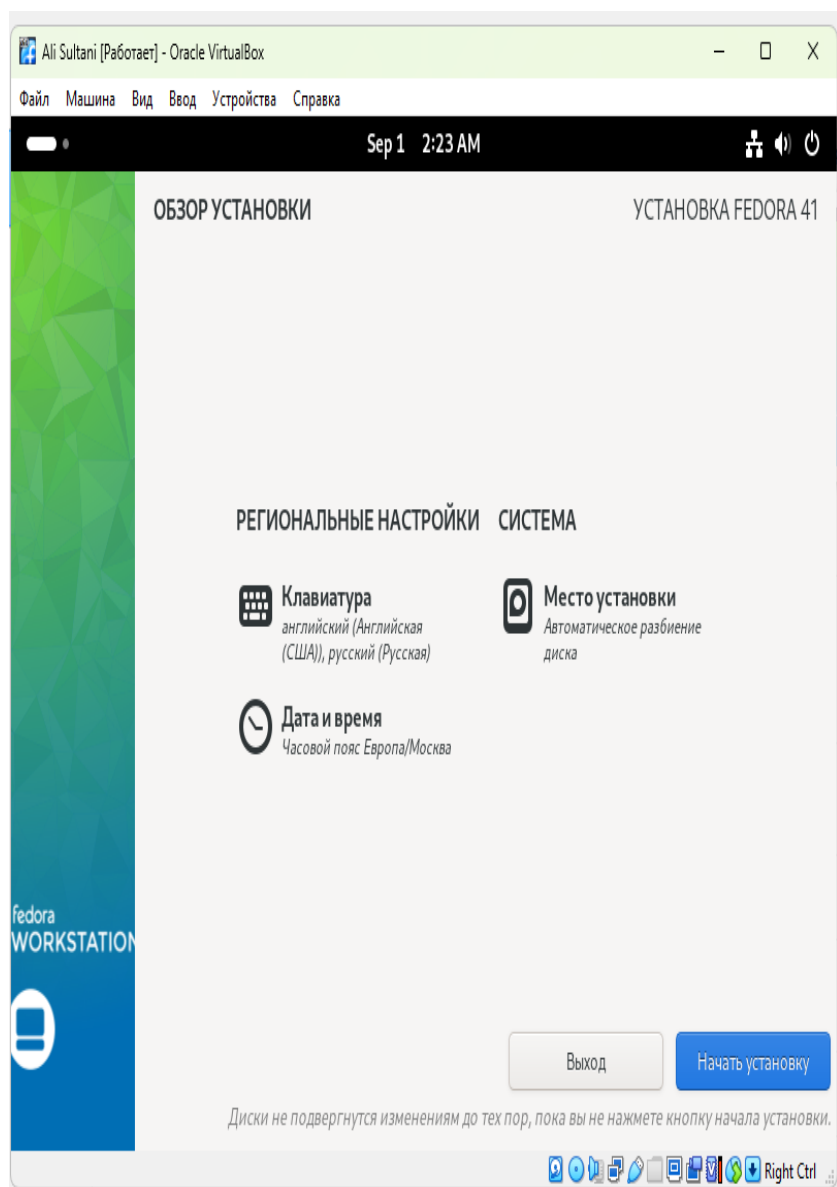 Ali Sultani [Работает] - Oracle VirtualBox
Файл Машина Вид Ввод Устройства Справка
Sep 1 2:23 AM
ОБЗОР УСТАНОВКИ
УСТАНОВКА FEDORA 41
РЕГИОНАЛЬНЫЕ НАСТРОЙКИ
Клавиатура
английский (Английская
(США)), русский (Русская)
Дата и время
Часовой пояс Европа/Москва
СИСТЕМА
Место установки
Автоматическое разбиение
диска
fedora
WORKSTATION
Выход
Начать установку
Диски не подвергнутся изменениям до тех пор, пока вы не нажмете кнопку начала установки.
Right Ctrl